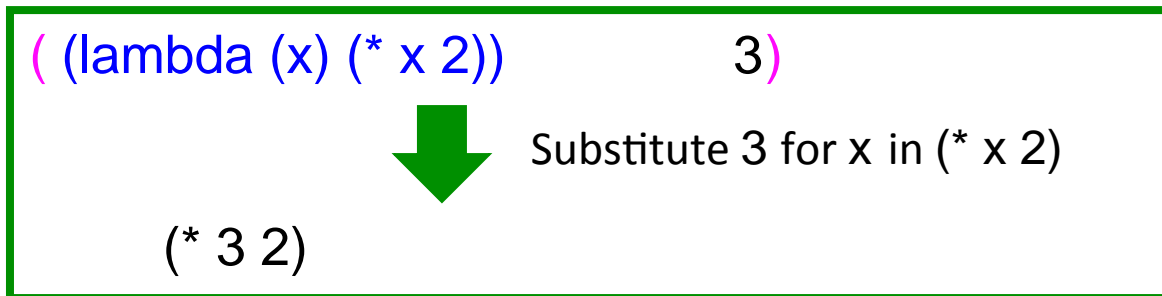 ( (lambda (x) (* x 2)) 3)
Substitute 3 for x in (* x 2)
(* 3 2)